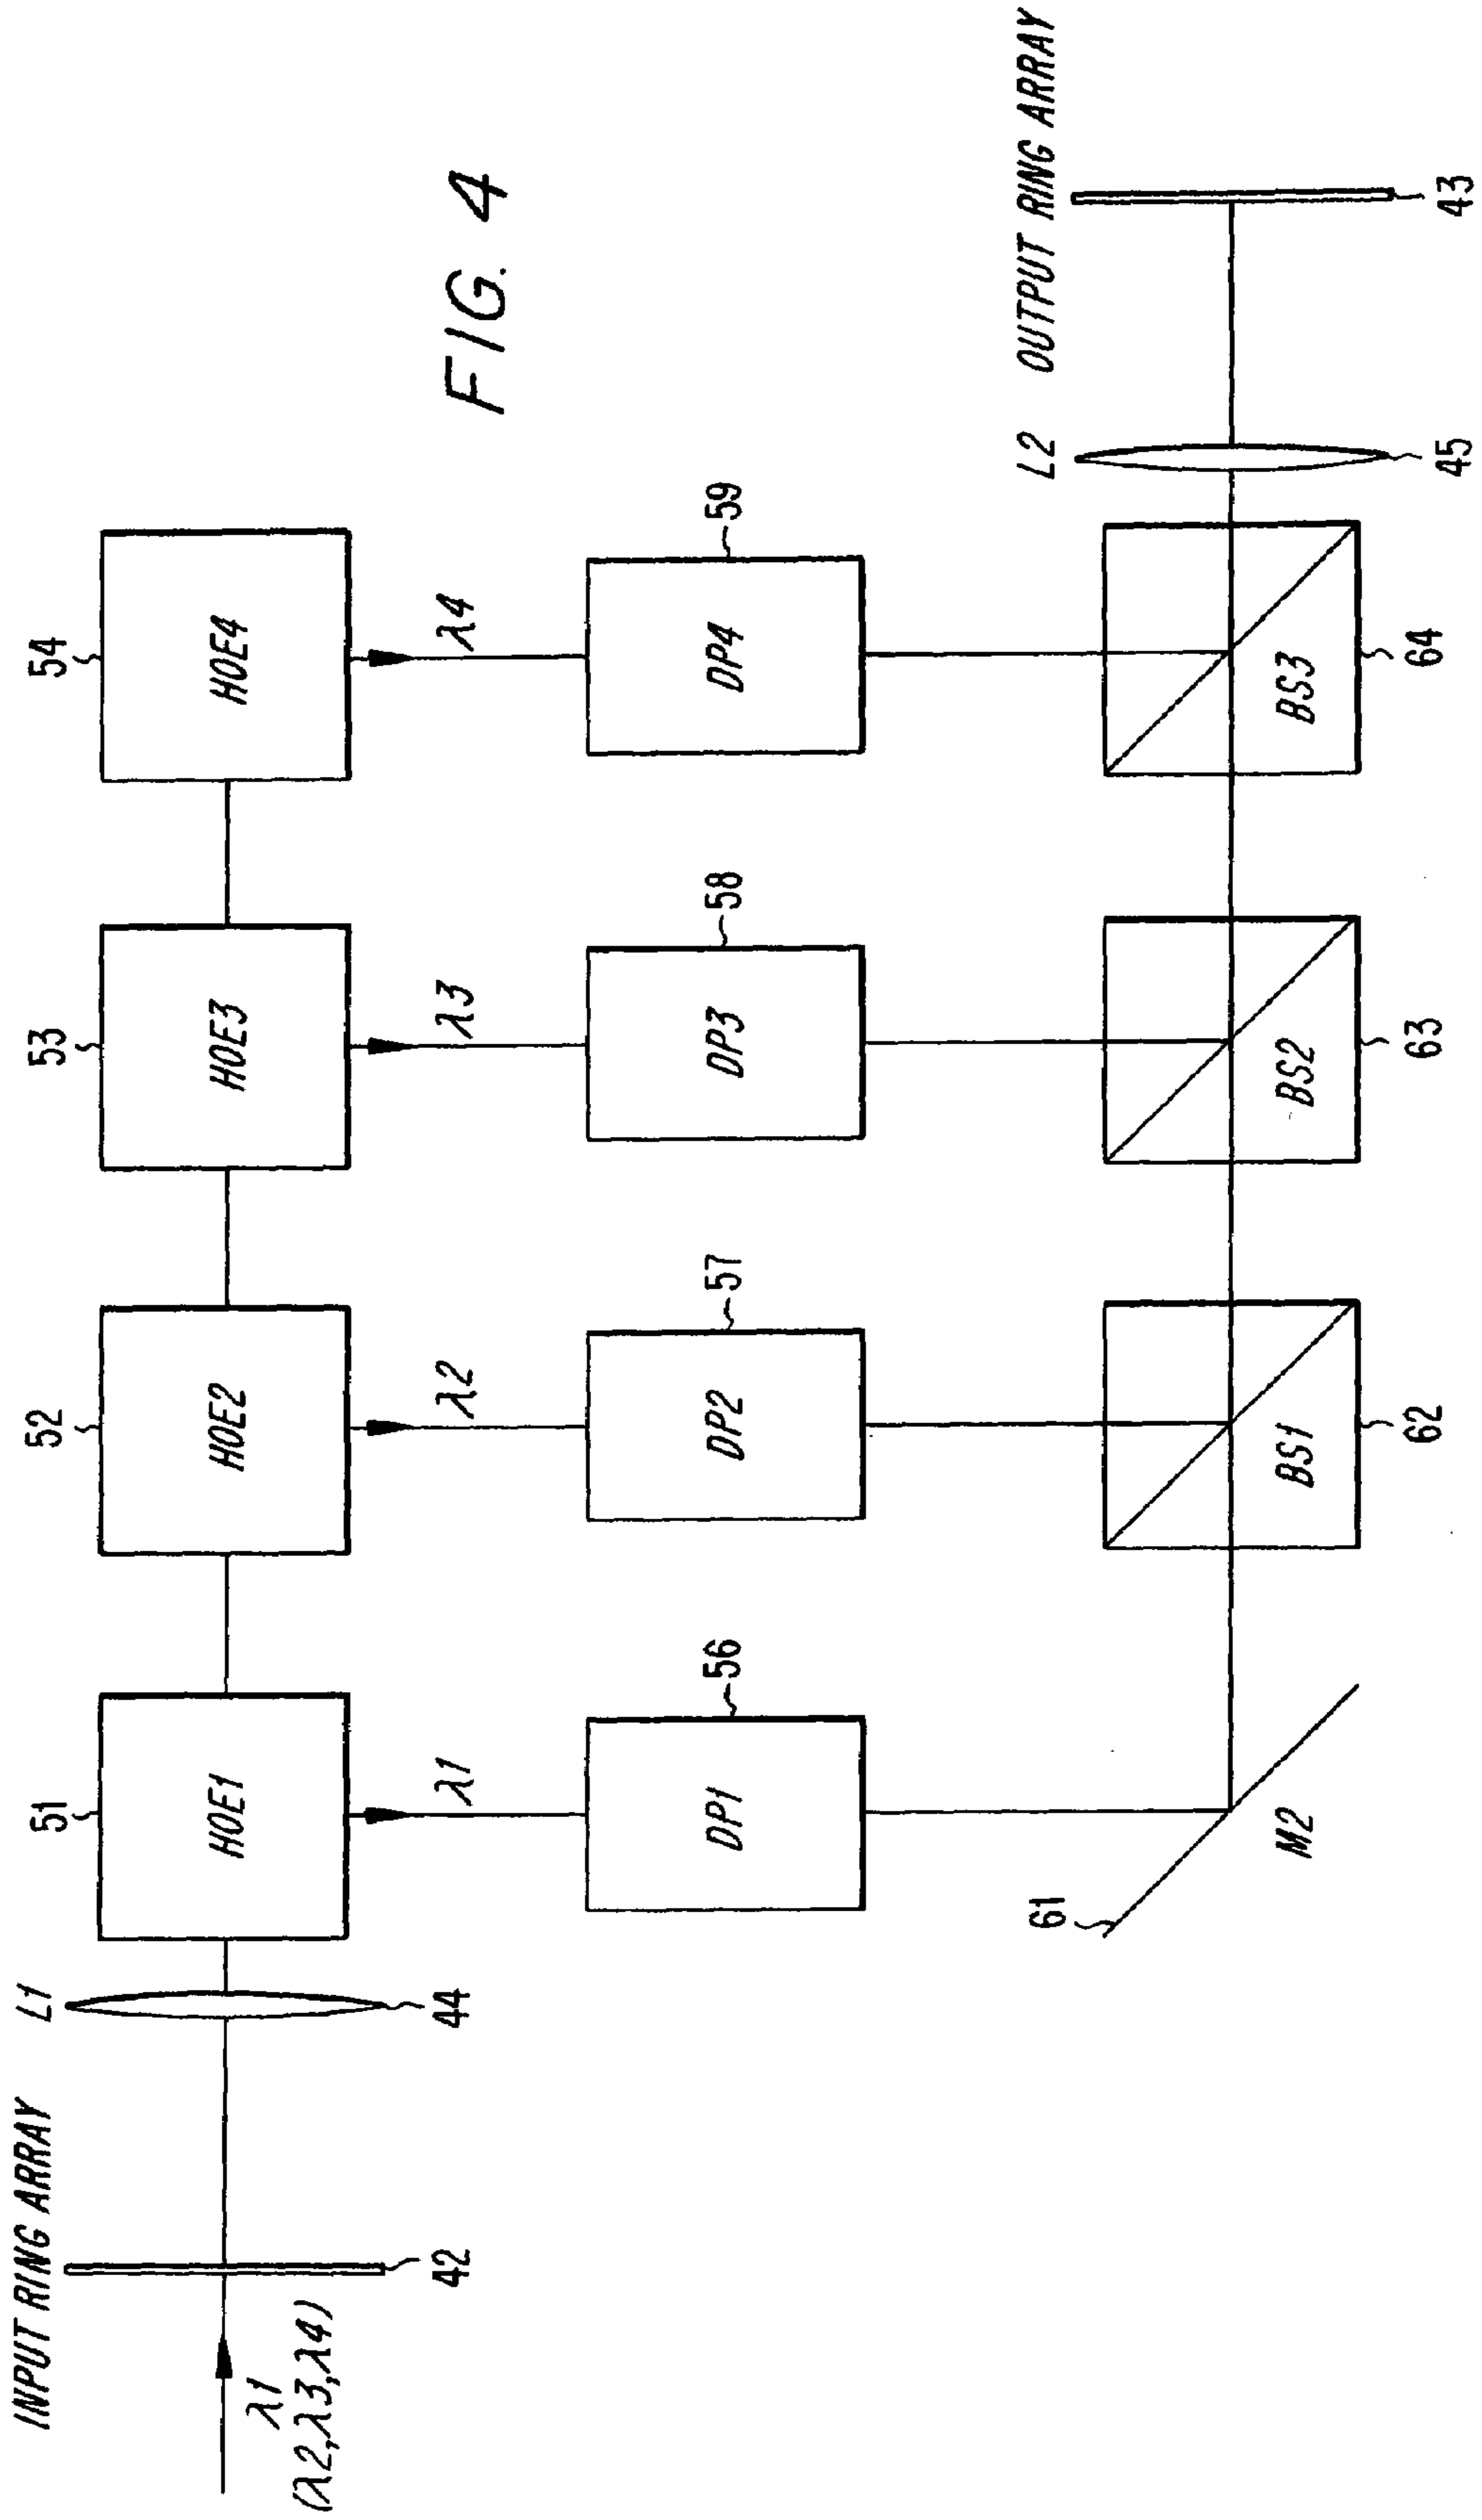 INPUT RING ARRAY
L1
51
52
53
54
HOE1
HOE2
HOE3
HOE4
λ1
(λ2,λ3,λ4)
42
44
λ1
λ2
λ3
λ4
FIG. 4
56
57
58
59
DP1
DP2
DP3
DP4
61
L2
OUTPUT RING ARRAY
M2
BS1
BS2
BS3
62
63
64
45
43